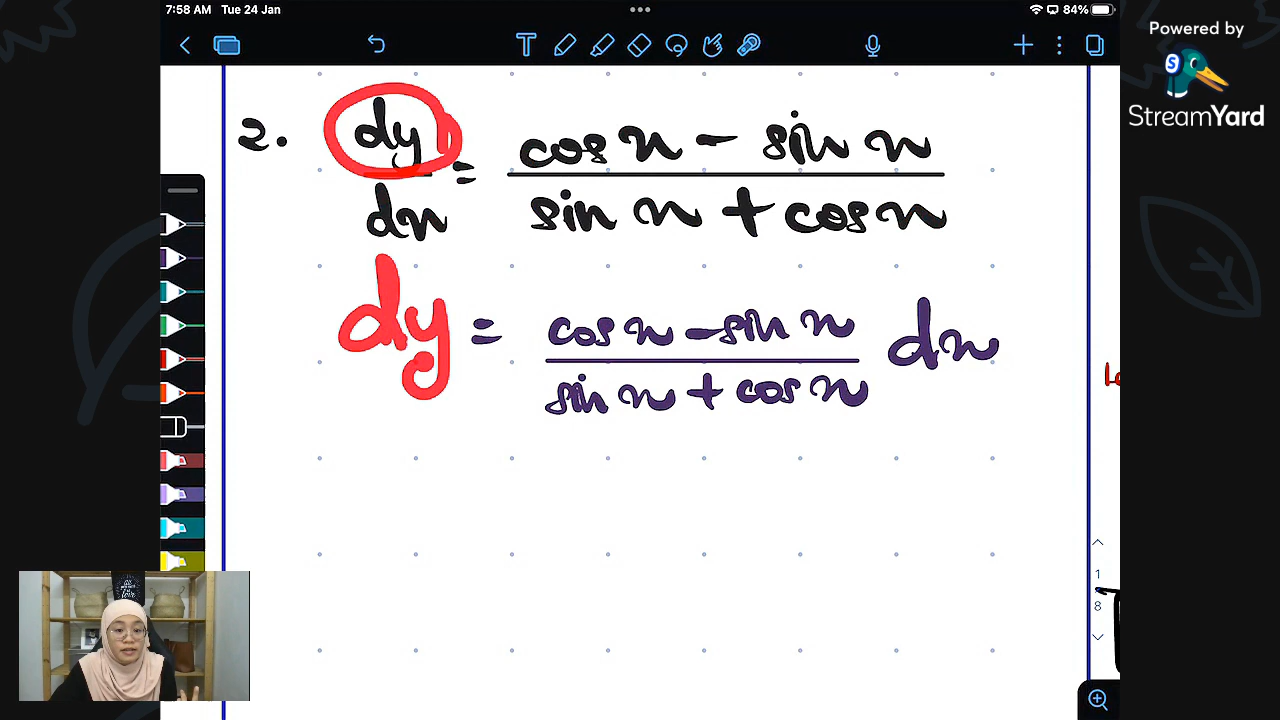 7:58 AM Tue 24 Jan
84%
Powered by
StreamYard
2. dy/dx = (cos x - sin x)/(sin x + cos x)
dy = (cos x - sin x)/(sin x + cos x) dx
1
8